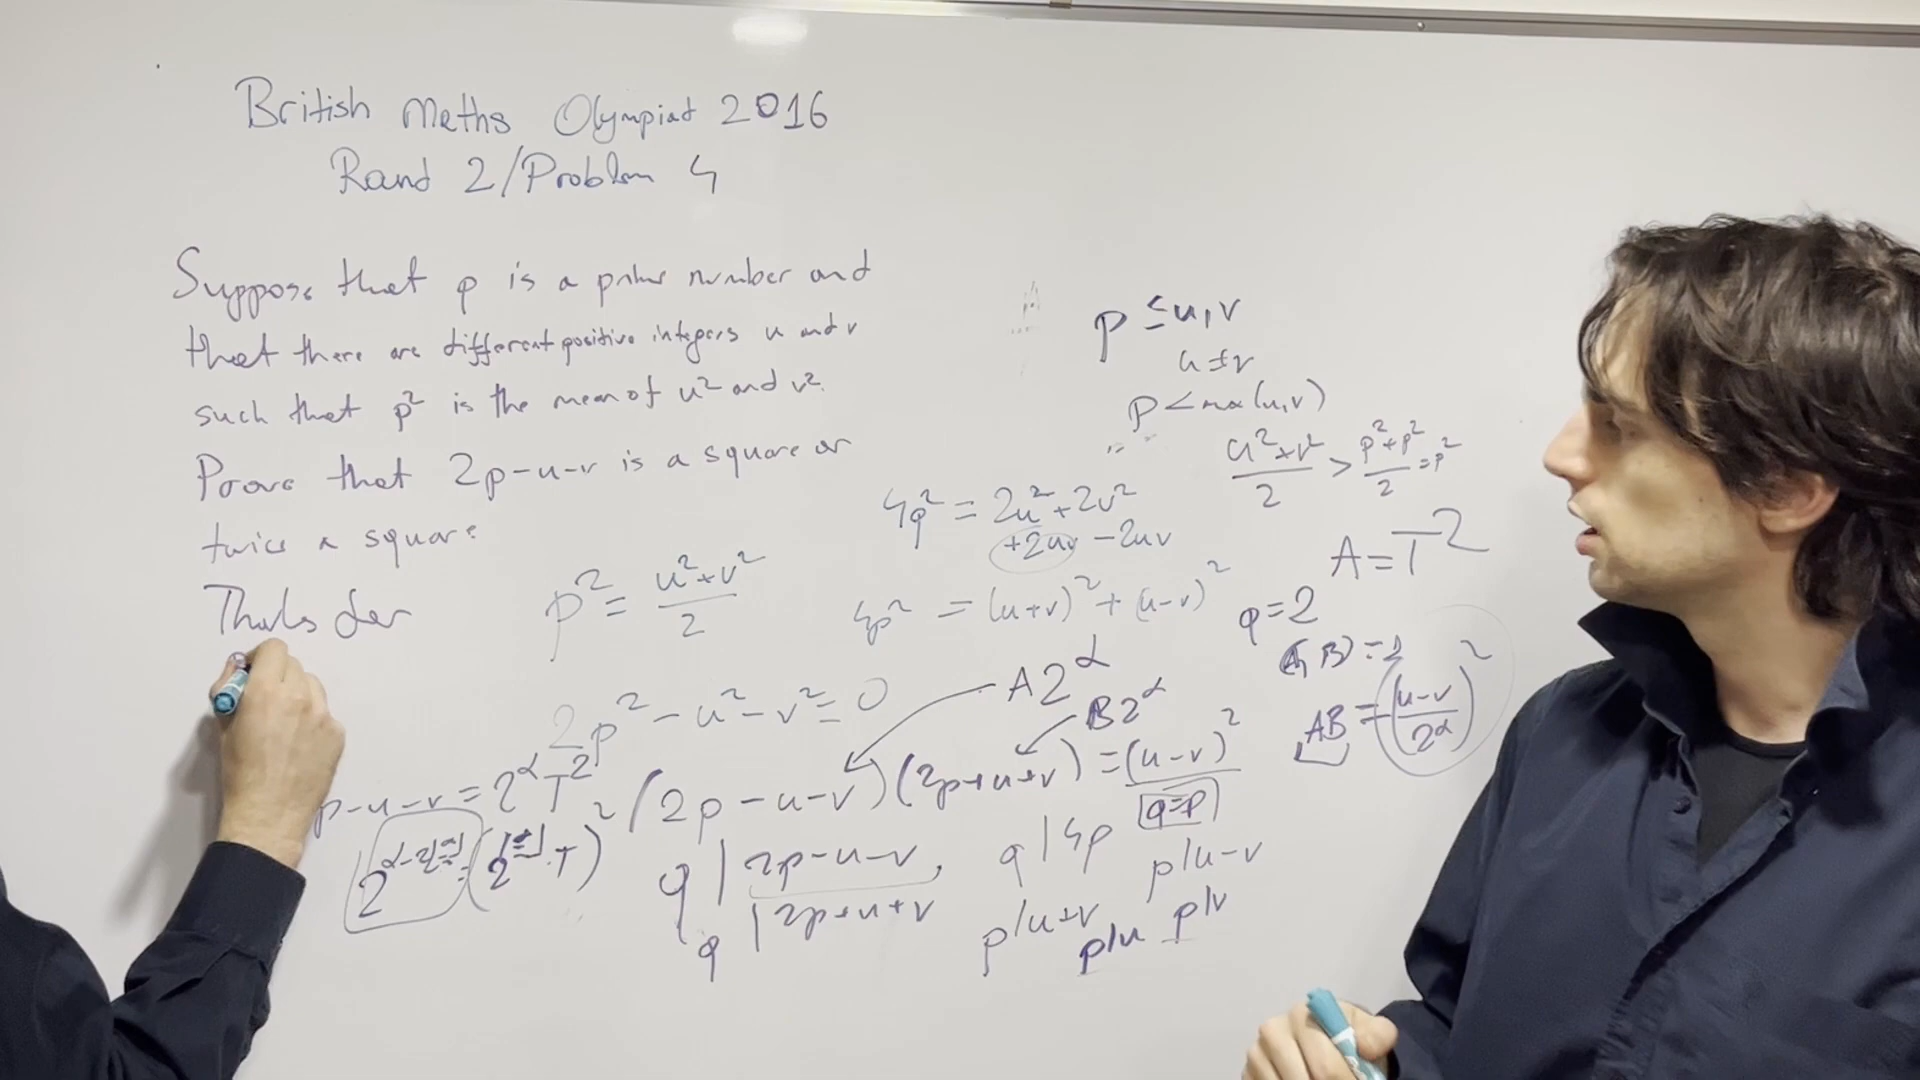 British Maths Olympiad 2016
Round 2/Problem 4
Suppose that p is a prime number and
that there are different positive integers u and v
such that p² is the mean of u² and v².
Prove that 2p-u-v is a square or
twice a square
p² = (u²+v²)/2
2p² - u² - v² = 0
p ≤ u, v
u ≠ v
p < max(u,v)
(u²+v²)/2 > (p²+p²)/2 = p²
4p² = 2u² + 2v²
+2uv - 2uv
4p² = (u+v)² + (u-v)²
A = T²
q = 2
(A, B) = 1
AB = ((u-v)/2^α)²
A2^α
B2^α
(2p-u-v)(2p+u+v) = (u-v)²
p-u-v = 2^α T²
q | 2p-u-v,
q | 2p+u+v
q | 4p
q=p
p | u-v
p | u+v
p | u p | v